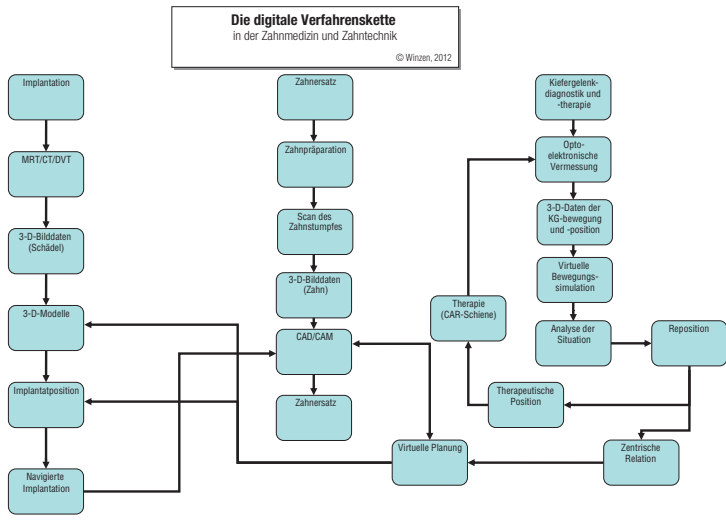 Die digitale Verfahrenskette
in der Zahnmedizin und Zahntechnik
© Winzen, 2012
Implantation
MRT/CT/DVT
3-D-Bilddaten
(Schädel)
3-D-Modelle
Implantatposition
Navigierte
Implantation
Zahnersatz
Zahnpräparation
Scan des
Zahnstumpfes
3-D-Bilddaten
(Zahn)
CAD/CAM
Zahnersatz
Kiefergelenk-
diagnostik und
-therapie
Opto-
elektronische
Vermessung
3-D-Daten der
KG-bewegung
und -position
Virtuelle
Bewegungs-
simulation
Analyse der
Situation
Reposition
Therapie
(CAR-Schiene)
Therapeutische
Position
Zentrische
Relation
Virtuelle Planung